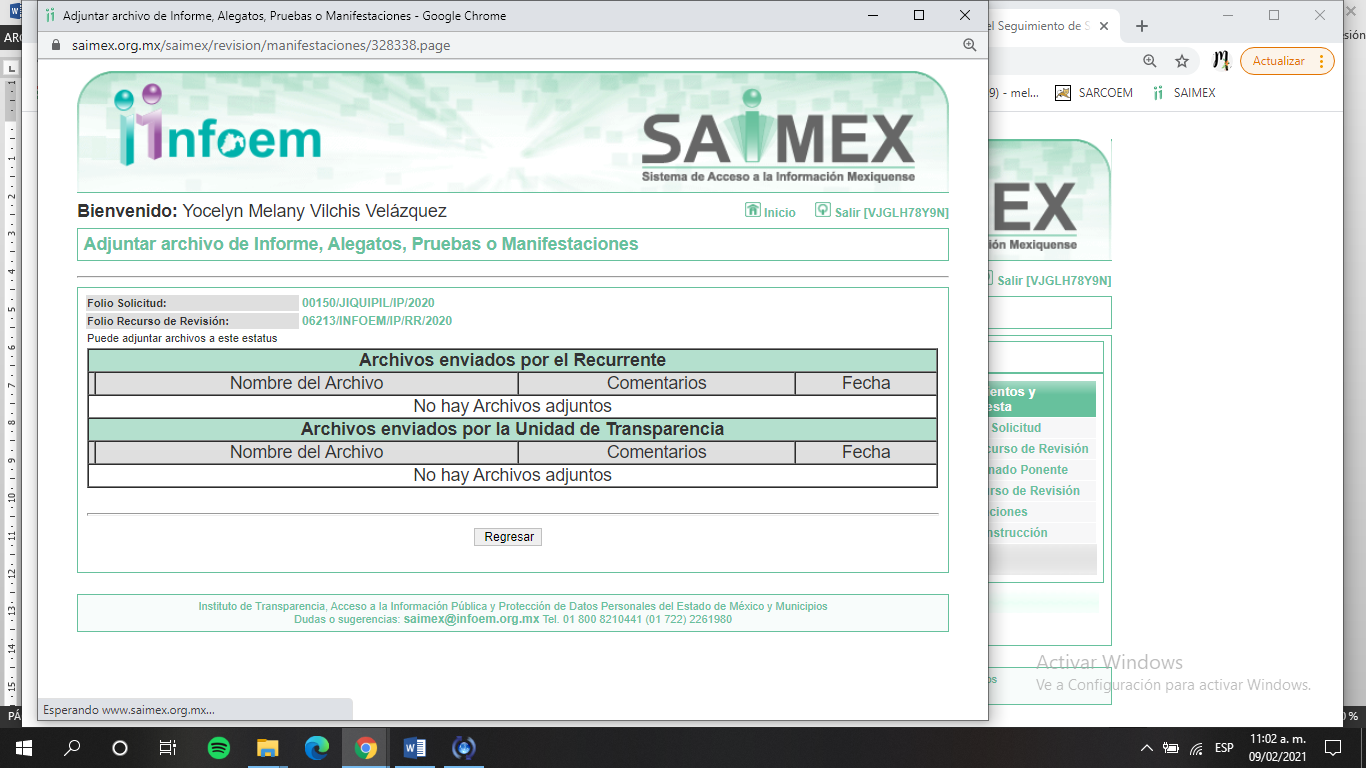 Adjuntar archivo de Informe, Alegatos, Pruebas o Manifestaciones - Google Chrome
saimex.org.mx/saimex/revision/manifestaciones/328338.page
infoem
SAIMEX
Sistema de Acceso a la Información Mexiquense
Bienvenido: Yocelyn Melany Vilchis Velázquez
Inicio Salir [VJGLH78Y9N]
Adjuntar archivo de Informe, Alegatos, Pruebas o Manifestaciones
Folio Solicitud: 00150/JIQUIPIL/IP/2020
Folio Recurso de Revisión: 06213/INFOEM/IP/RR/2020
Puede adjuntar archivos a este estatus
Archivos enviados por el Recurrente
Nombre del Archivo Comentarios Fecha
No hay Archivos adjuntos
Archivos enviados por la Unidad de Transparencia
Nombre del Archivo Comentarios Fecha
No hay Archivos adjuntos
Regresar
Instituto de Transparencia, Acceso a la Información Pública y Protección de Datos Personales del Estado de México y Municipios
Dudas o sugerencias: saimex@infoem.org.mx Tel. 01 800 8210441 (01 722) 2261980
Esperando www.saimex.org.mx...
el Seguimiento de S
Actualizar
9) - mel... SARCOEM SAIMEX
EX
ión Mexiquense
Salir [VJGLH78Y9N]
entos y
esta
Solicitud
curso de Revisión
nado Ponente
rso de Revisión
ciones
nstrucción
Activar Windows
Ve a Configuración para activar Windows.
ESP
11:02 a. m.
09/02/2021